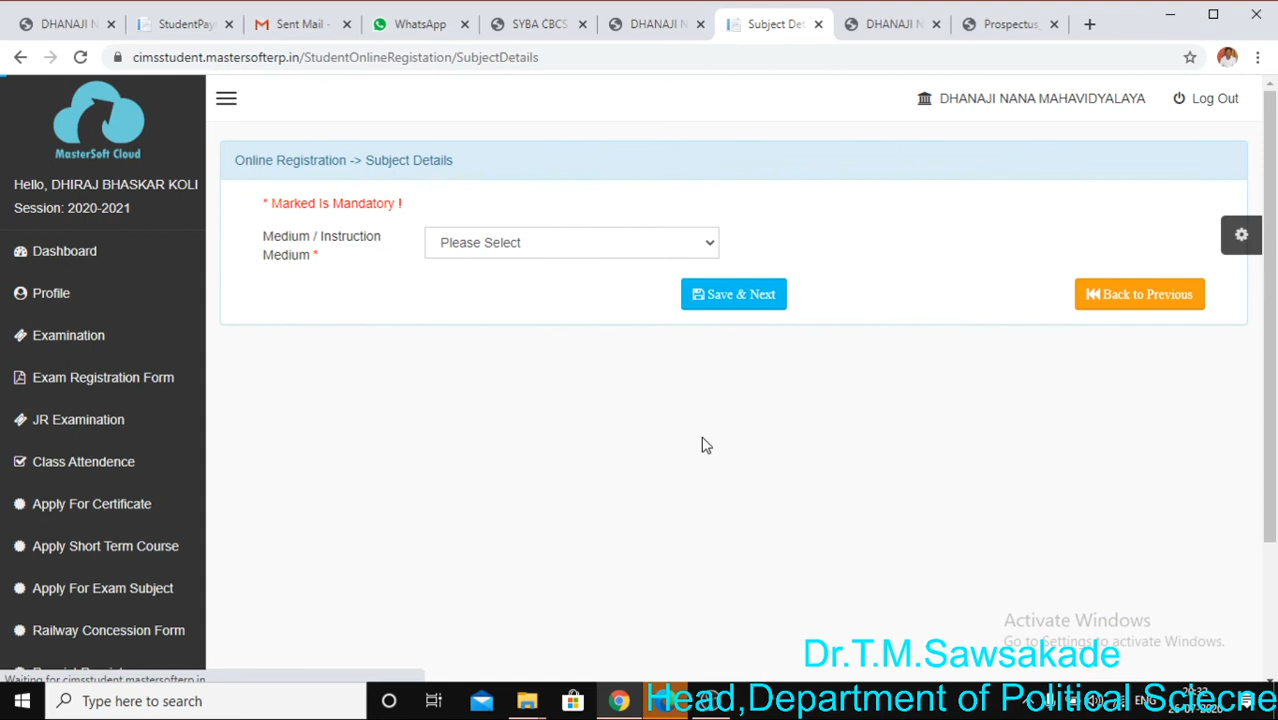 DHANAJI N
StudentPay
Sent Mail -
WhatsApp
SYBA CBCS
DHANAJI N
Subject Det
DHANAJI N
Prospectus_
cimsstudent.mastersofterp.in/StudentOnlineRegistation/SubjectDetails
MasterSoft Cloud
DHANAJI NANA MAHAVIDYALAYA
Log Out
Hello, DHIRAJ BHASKAR KOLI
Session: 2020-2021
Dashboard
Profile
Examination
Exam Registration Form
JR Examination
Class Attendence
Apply For Certificate
Apply Short Term Course
Apply For Exam Subject
Railway Concession Form
Online Registration -> Subject Details
* Marked Is Mandatory !
Medium / Instruction
Medium *
Please Select
Save & Next
Back to Previous
Activate Windows
Go to Settings to activate Windows.
Dr.T.M.Sawsakade
Waiting for cimsstudent.mastersofterp.in
Type here to search
Head,Department of Political Sciecne
ENG